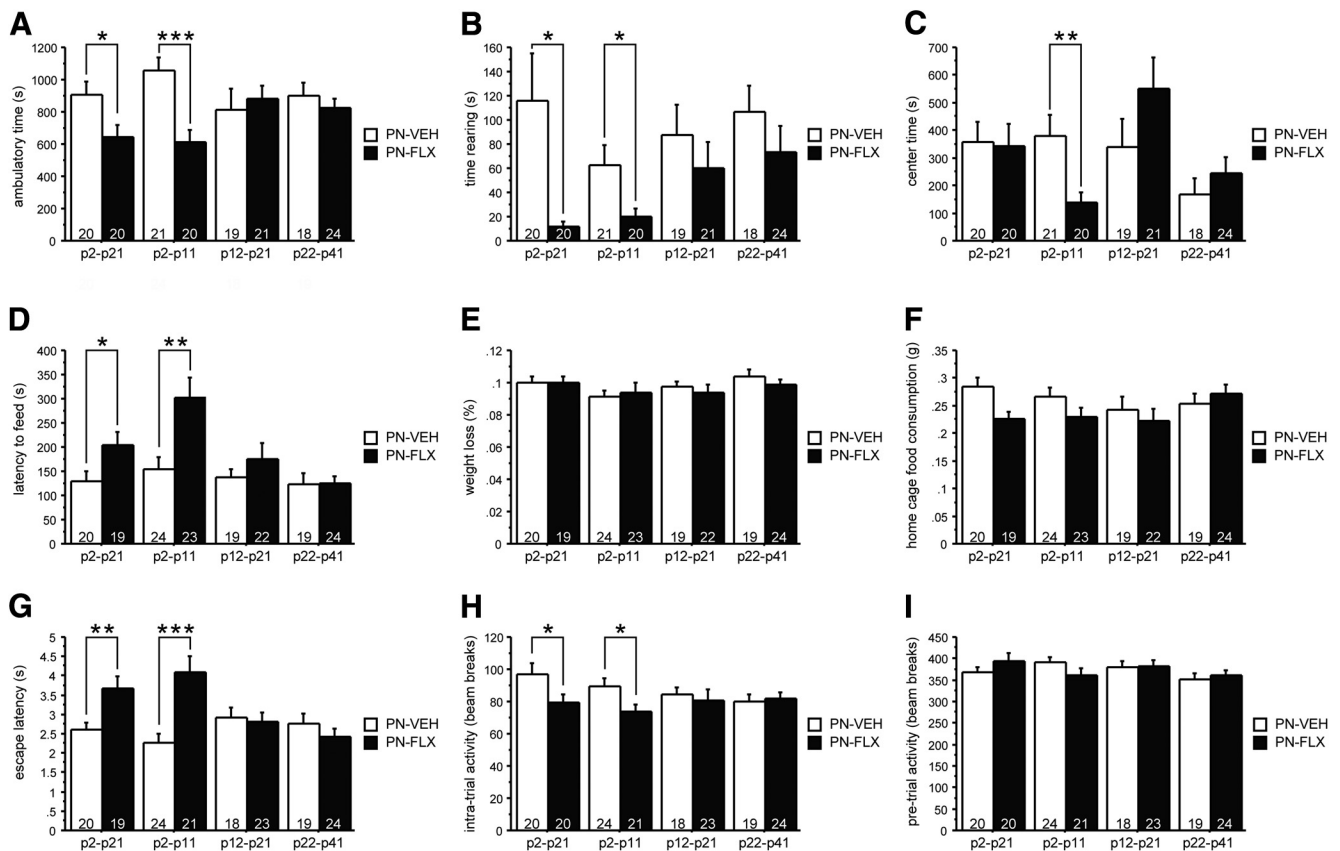 A
*
***
1200
1000
800
600
400
200
0
ambulatory time (s)
20 20 21 20 19 21 18 24
p2-p21 p2-p11 p12-p21 p22-p41
PN-VEH
PN-FLX
B
*
*
160
140
120
100
80
60
40
20
0
time rearing (s)
20 20 21 20 19 21 18 24
p2-p21 p2-p11 p12-p21 p22-p41
PN-VEH
PN-FLX
C
**
700
600
500
400
300
200
100
0
center time (s)
20 20 21 20 19 21 18 24
p2-p21 p2-p11 p12-p21 p22-p41
PN-VEH
PN-FLX
D
*
**
400
350
300
250
200
150
100
50
0
latency to feed (s)
20 19 24 23 19 22 19 24
p2-p21 p2-p11 p12-p21 p22-p41
PN-VEH
PN-FLX
E
.12
.1
.08
.06
.04
.02
0
weight loss (%)
20 19 24 23 19 22 19 24
p2-p21 p2-p11 p12-p21 p22-p41
PN-VEH
PN-FLX
F
.35
.3
.25
.2
.15
.1
.05
0
home cage food consumption (g)
20 19 24 23 19 22 19 24
p2-p21 p2-p11 p12-p21 p22-p41
PN-VEH
PN-FLX
G
**
***
5
4.5
4
3.5
3
2.5
2
1.5
1
.5
0
escape latency (s)
20 19 24 21 18 23 19 24
p2-p21 p2-p11 p12-p21 p22-p41
PN-VEH
PN-FLX
H
*
*
120
100
80
60
40
20
0
intra-trial activity (beam breaks)
20 20 24 21 18 23 19 24
p2-p21 p2-p11 p12-p21 p22-p41
PN-VEH
PN-FLX
I
450
400
350
400
350
200
150
100
50
0
pre-trial activity (beam breaks)
20 20 24 21 18 23 19 24
p2-p21 p2-p11 p12-p21 p22-p41
PN-VEH
PN-FLX